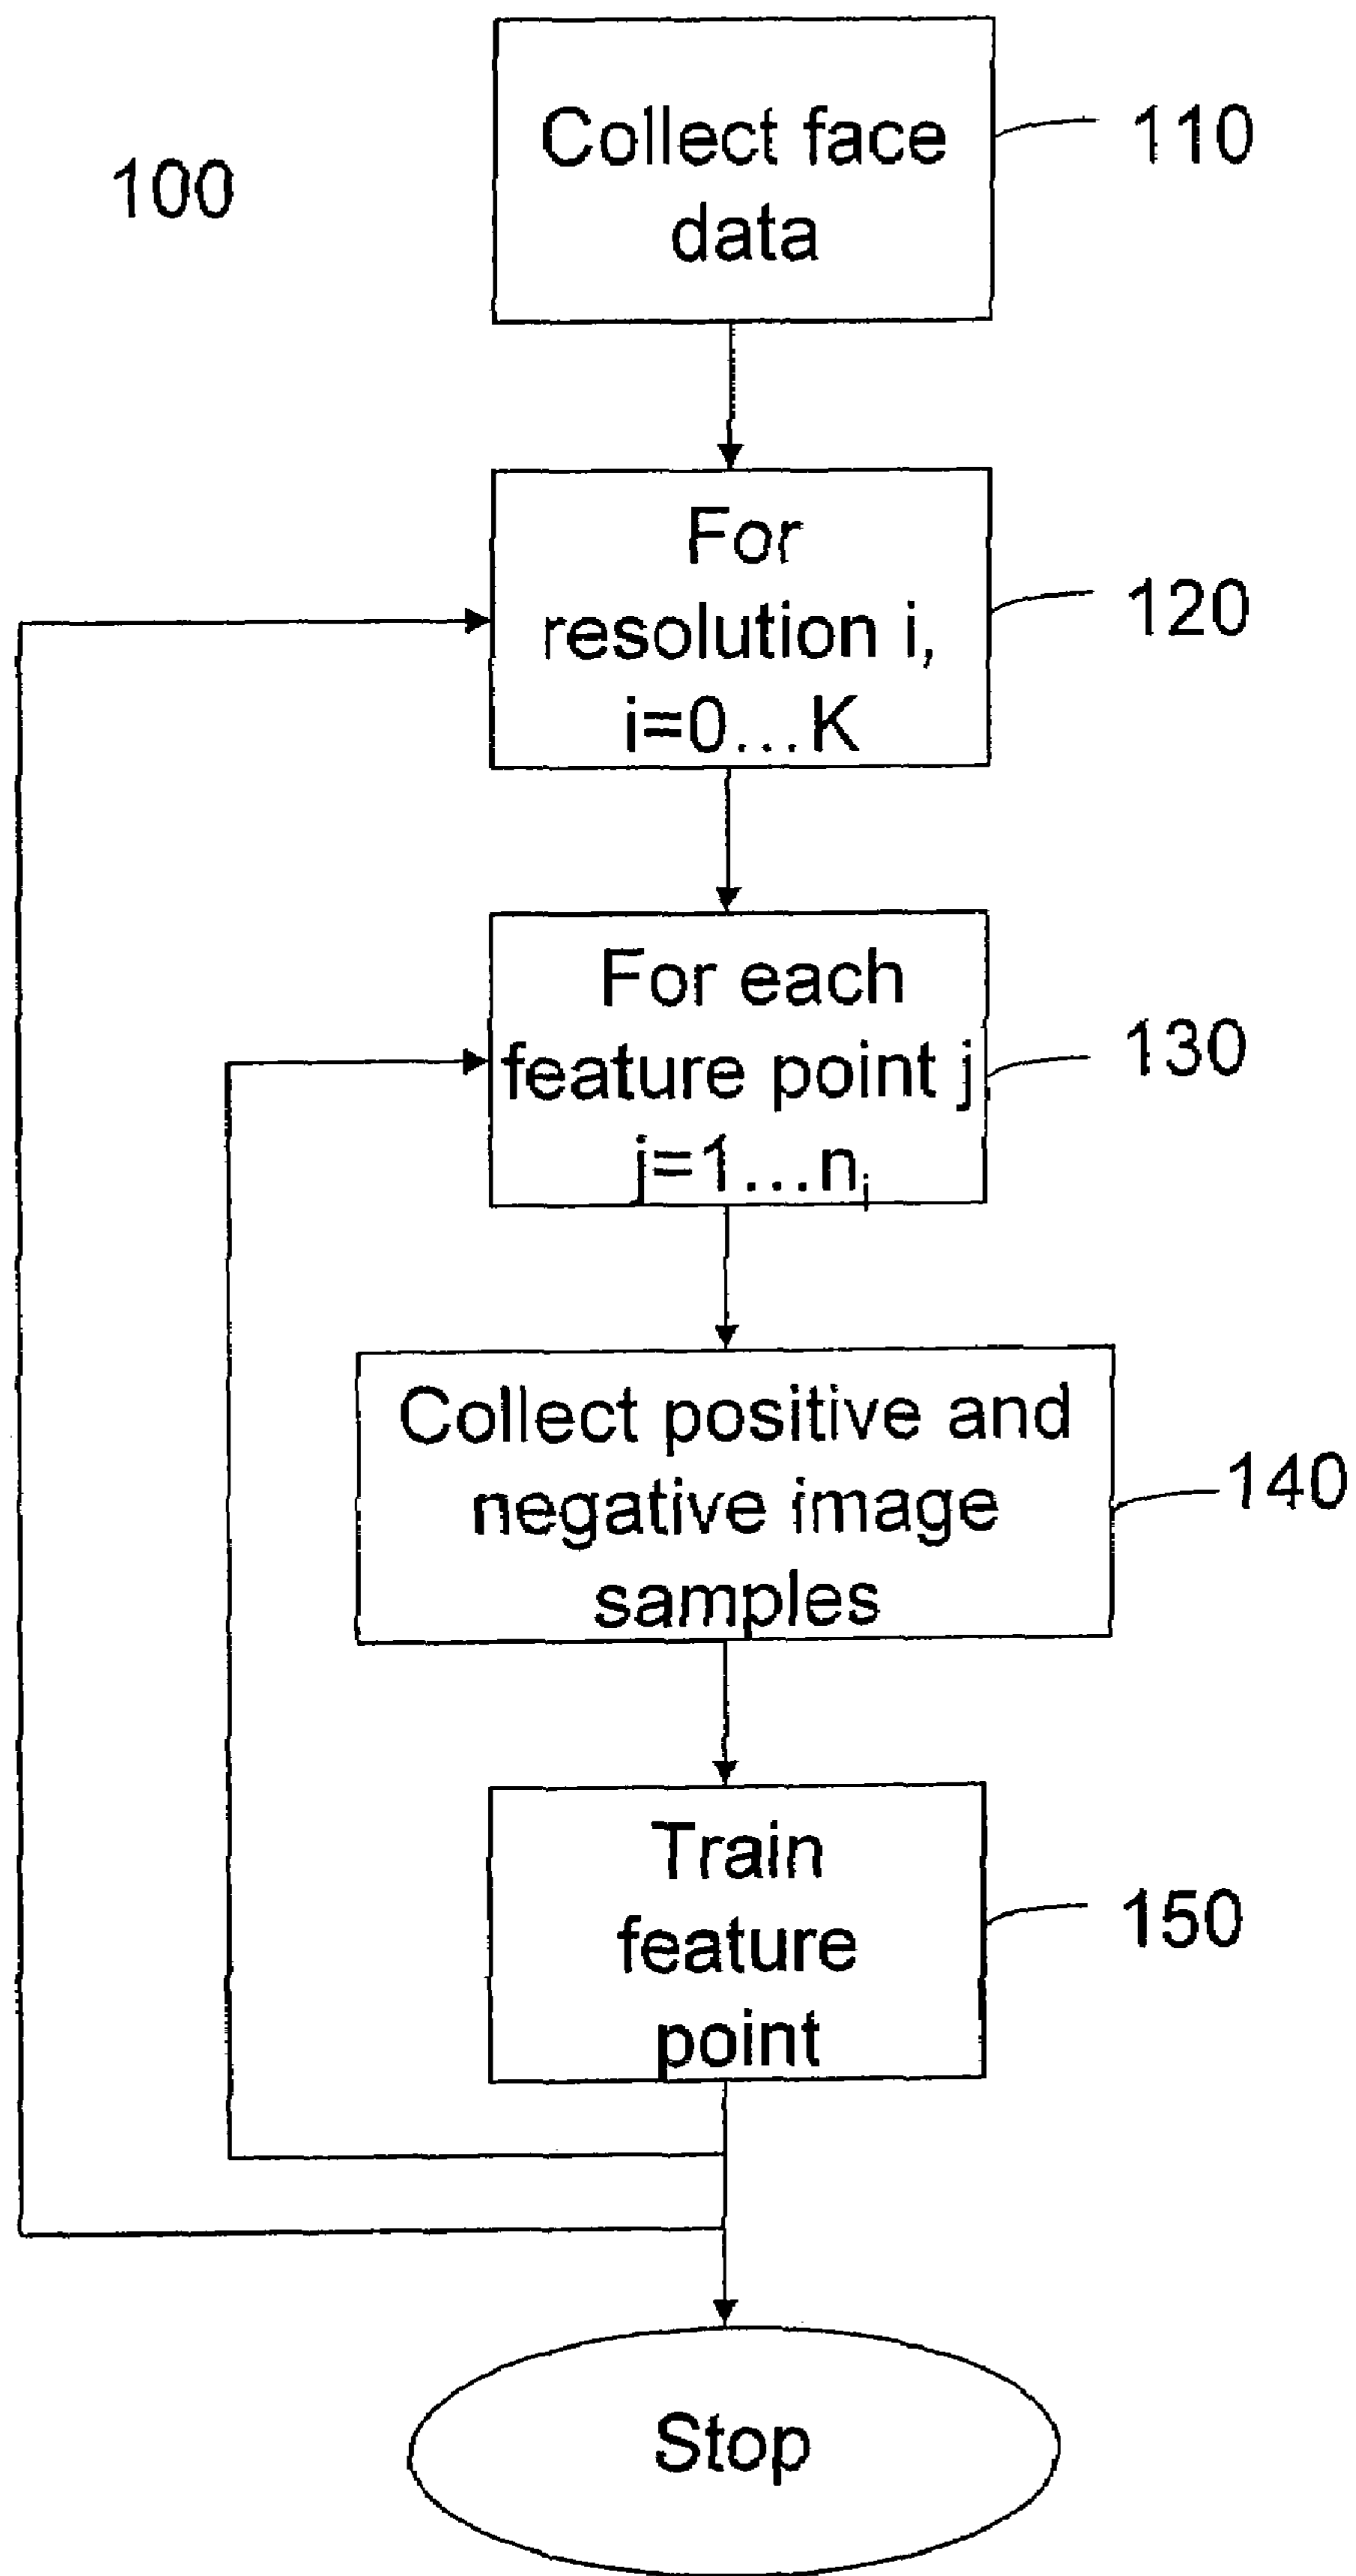 100
Collect face
data
110
For
resolution i,
i=0...K
120
For each
feature point j
j=1...nᵢ
130
Collect positive and
negative image
samples
140
Train
feature
point
150
Stop